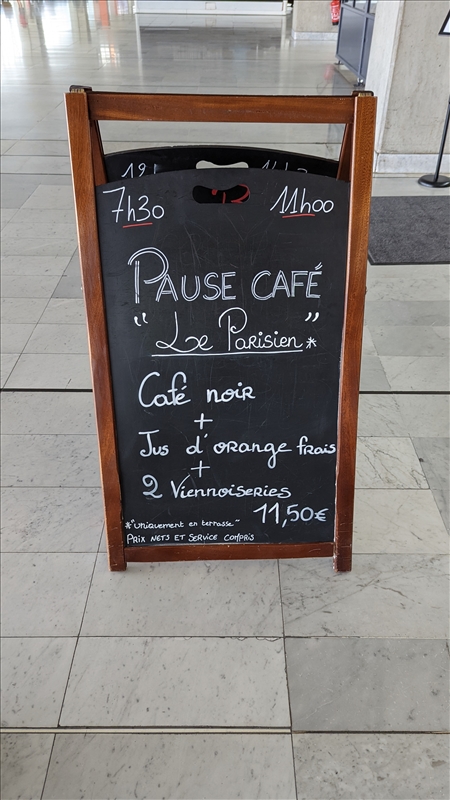 7h30 11h00
PAUSE CAFÉ
"Le Parisien"*
Café noir
+
Jus d'orange frais
+
2 Viennoiseries
11,50€
*"Uniquement en terrasse"
PRIX NETS ET SERVICE COMPRIS